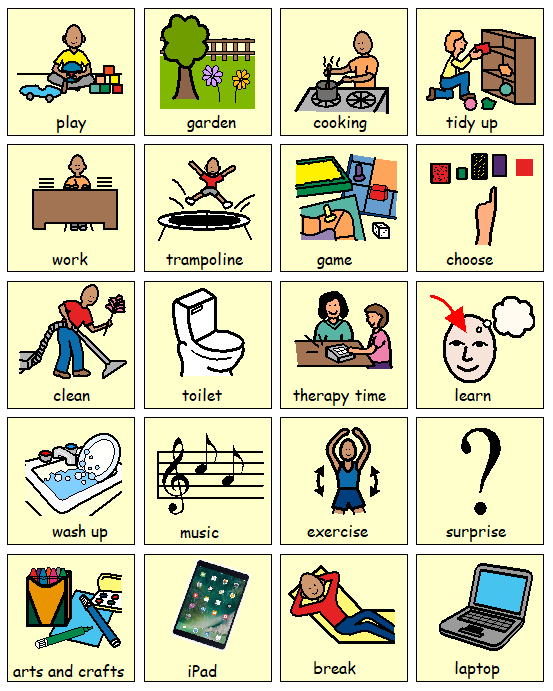 play
garden
cooking
tidy up
work
trampoline
game
choose
clean
toilet
therapy time
learn
wash up
music
exercise
surprise
arts and crafts
iPad
break
laptop